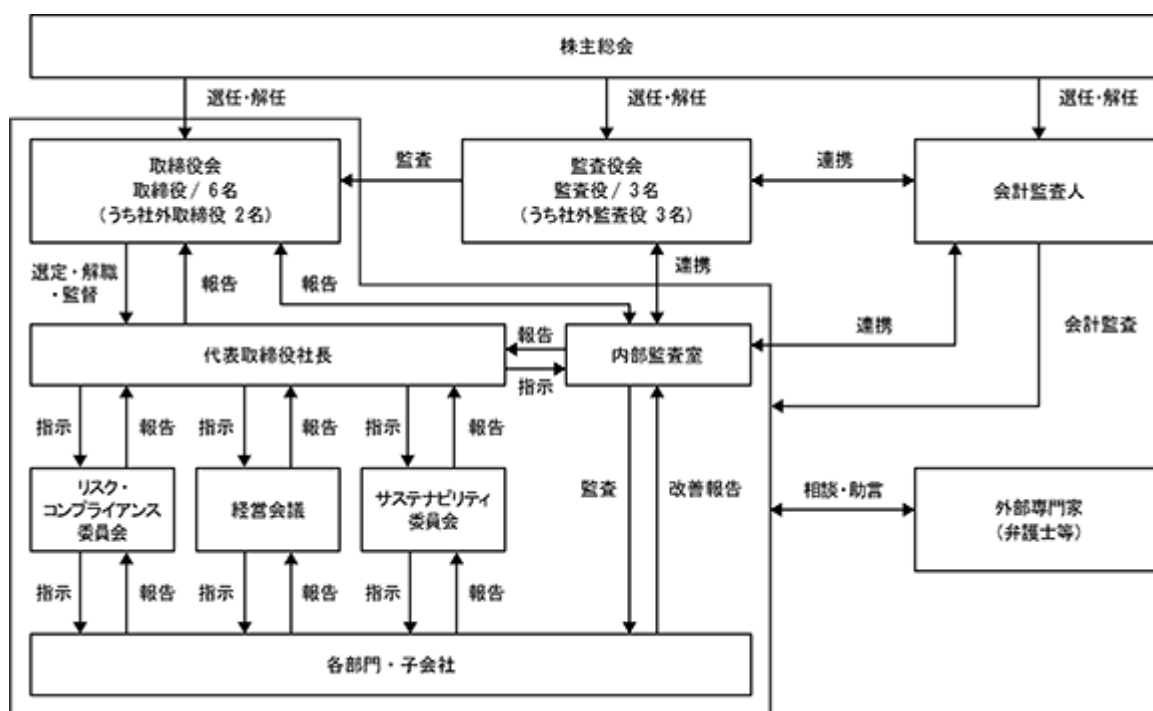 株主総会
選任・解任
選任・解任
選任・解任
取締役会
取締役/ 6名
(うち社外取締役 2名)
監査
監査役会
監査役/ 3名
(うち社外監査役 3名)
連携
会計監査人
選定・解職
・監督
報告
報告
連携
代表取締役社長
報告
指示
内部監査室
連携
会計監査
指示
報告
指示
報告
指示
報告
リスク・
コンプライアンス
委員会
経営会議
サステナビリティ
委員会
監査
改善報告
相談・助言
外部専門家
(弁護士等)
指示
報告
指示
報告
指示
報告
各部門・子会社